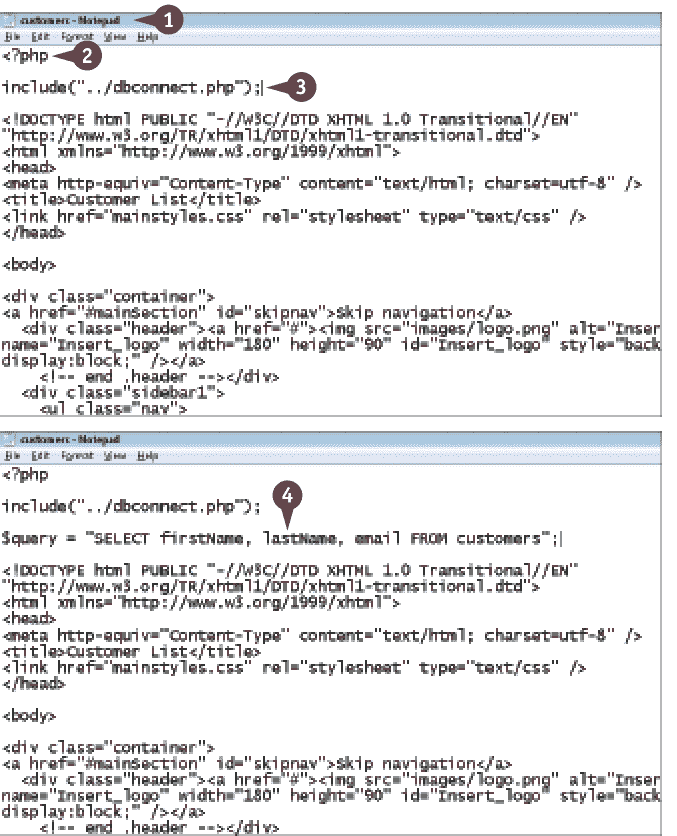 customers - Notepad
1
File Edit Format View Help
<?php
2
include("../dbconnect.php");
3
<!DOCTYPE html PUBLIC "-//W3C//DTD XHTML 1.0 Transitional//EN"
"http://www.w3.org/TR/xhtml1/DTD/xhtml1-transitional.dtd">
<html xmlns="http://www.w3.org/1999/xhtml">
<head>
<meta http-equiv="Content-Type" content="text/html; charset=utf-8" />
<title>Customer List</title>
<link href="mainstyles.css" rel="stylesheet" type="text/css" />
</head>
<body>
<div class="container">
<a href="#mainSection" id="skipnav">Skip navigation</a>
<div class="header"><a href="#"><img src="images/logo.png" alt="Inser
name="Insert_logo" width="180" height="90" id="Insert_logo" style="back
display:block;" /></a>
<!-- end .header --></div>
<div class="sidebar1">
<ul class="nav">
customers - Notepad
File Edit Format View Help
<?php
include("../dbconnect.php");
4
$query = "SELECT firstName, lastName, email FROM customers";
<!DOCTYPE html PUBLIC "-//W3C//DTD XHTML 1.0 Transitional//EN"
"http://www.w3.org/TR/xhtml1/DTD/xhtml1-transitional.dtd">
<html xmlns="http://www.w3.org/1999/xhtml">
<head>
<meta http-equiv="Content-Type" content="text/html; charset=utf-8" />
<title>Customer List</title>
<link href="mainstyles.css" rel="stylesheet" type="text/css" />
</head>
<body>
<div class="container">
<a href="#mainSection" id="skipnav">Skip navigation</a>
<div class="header"><a href="#"><img src="images/logo.png" alt="Inser
name="Insert_logo" width="180" height="90" id="Insert_logo" style="back
display:block;" /></a>
<!-- end .header --></div>